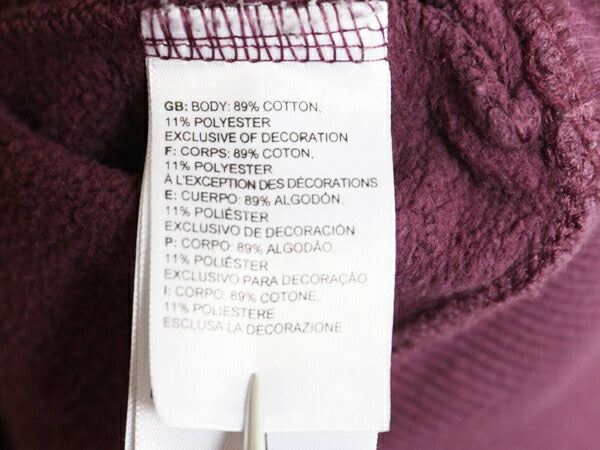 GB: BODY: 89% COTTON,
11% POLYESTER
EXCLUSIVE OF DECORATION
F: CORPS: 89% COTON,
11% POLYESTER
À L'EXCEPTION DES DÉCORATIONS
E: CUERPO: 89% ALGODÓN,
11% POLIÉSTER
EXCLUSIVO DE DECORACIÓN
P: CORPO: 89% ALGODÃO,
11% POLIÉSTER
EXCLUSIVO PARA DECORAÇÃO
I: CORPO: 89% COTONE,
11% POLIESTERE
ESCLUSA LA DECORAZIONE